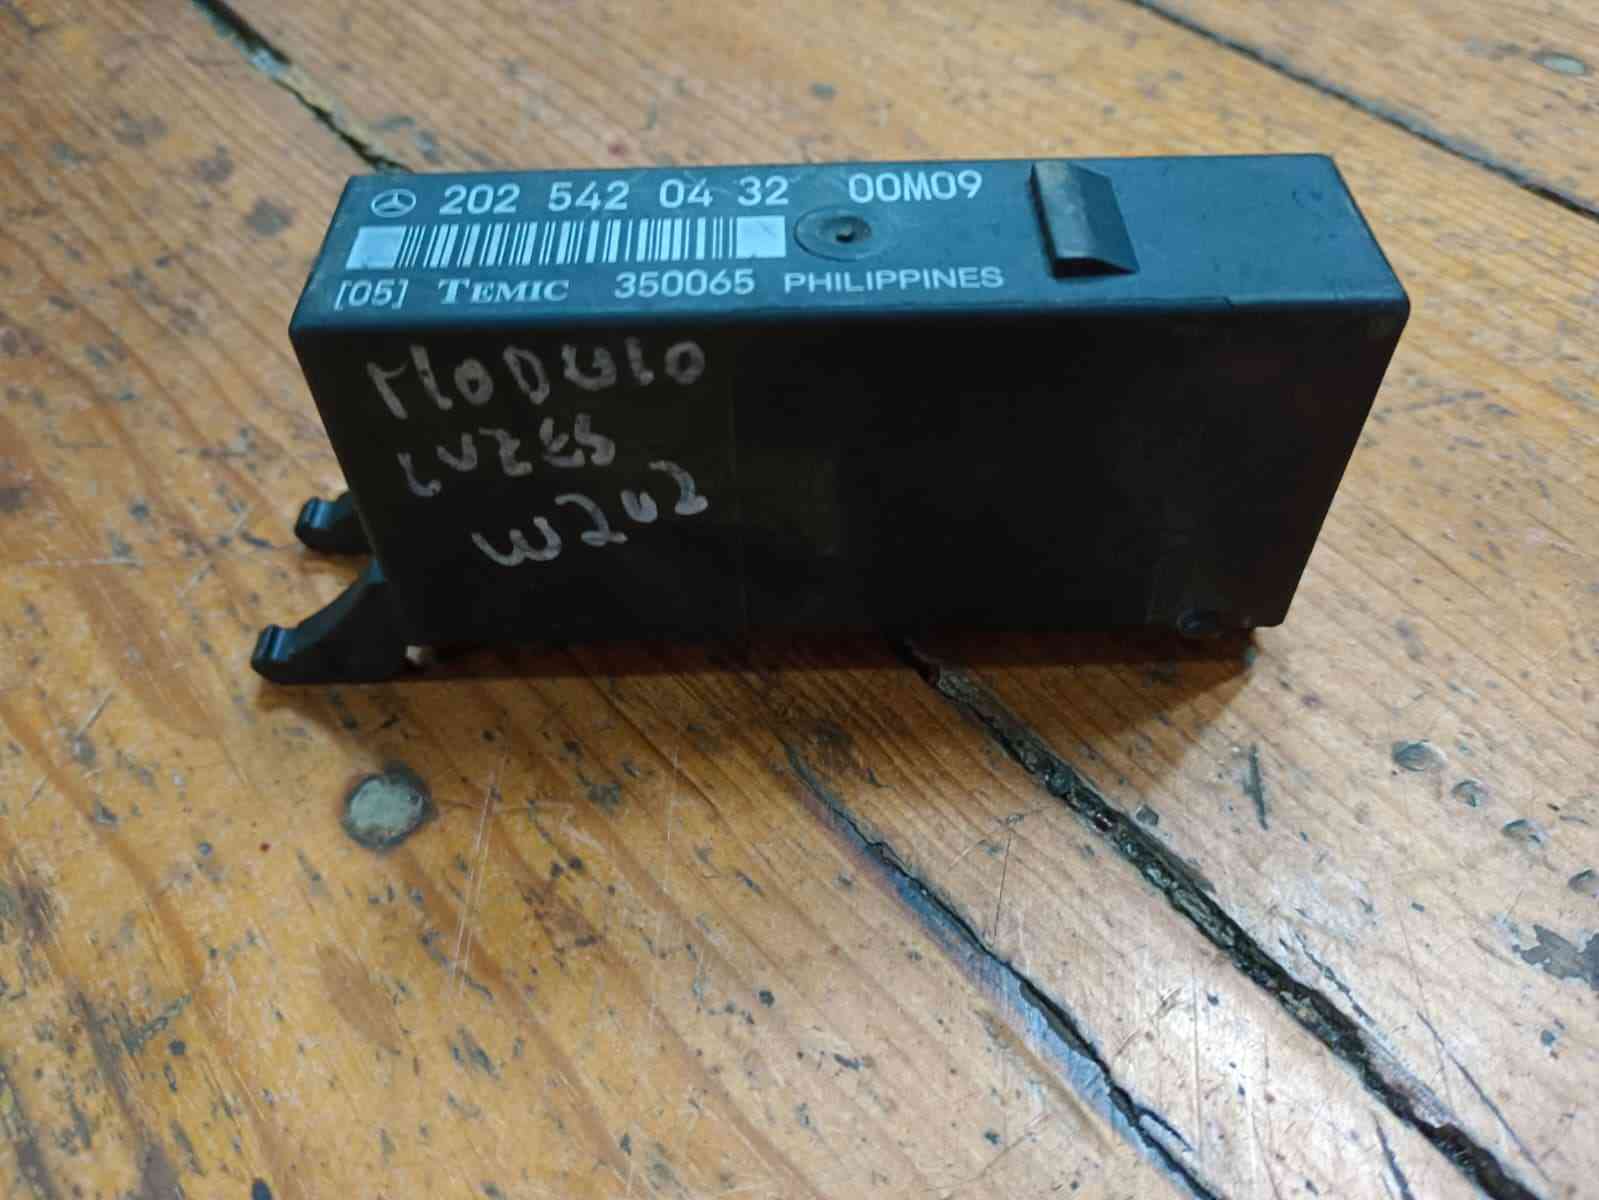 202 542 04 32 00M09
[05] TEMIC 350065 PHILIPPINES
MODULO
LUZES
W202